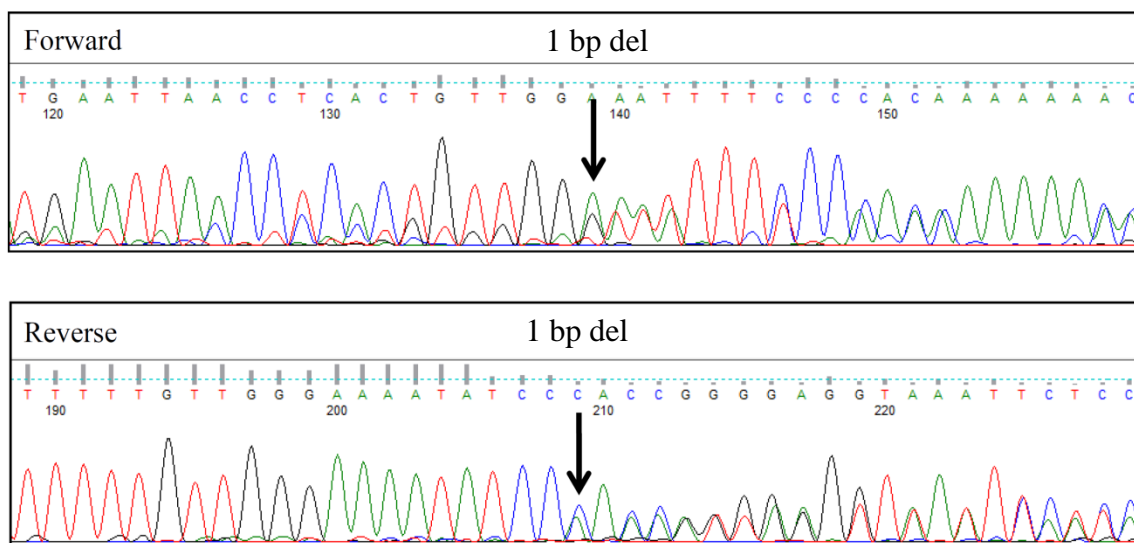 Forward
1 bp del
T G A A T T A A C C T C A C T G T T G G A A A T T T T C C C C A C A A A A A A A C
120 130 140 150
Reverse
1 bp del
T T T T T G T T G G G A A A A T A T C C C A C C G G G G A G G T A A A T T C T C C
190 200 210 220